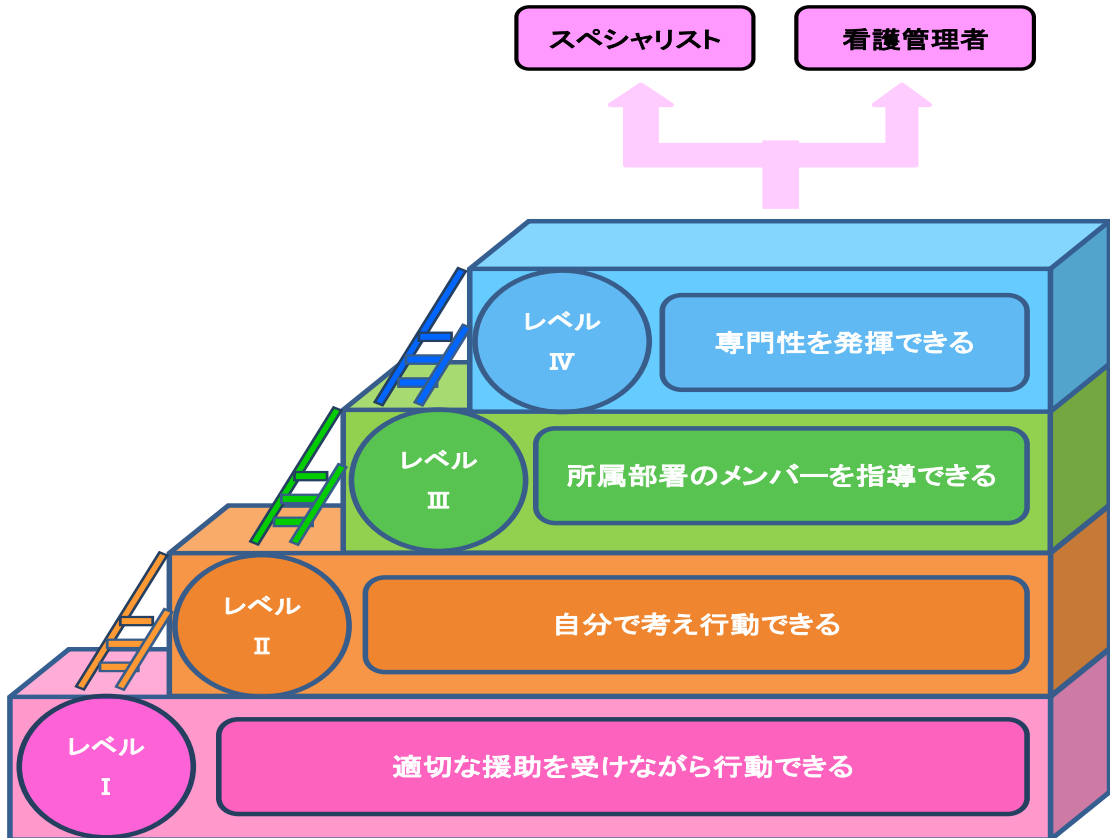 スペシャリスト
看護管理者
レベル
Ⅳ
専門性を発揮できる
レベル
Ⅲ
所属部署のメンバーを指導できる
レベル
Ⅱ
自分で考え行動できる
レベル
Ⅰ
適切な援助を受けながら行動できる